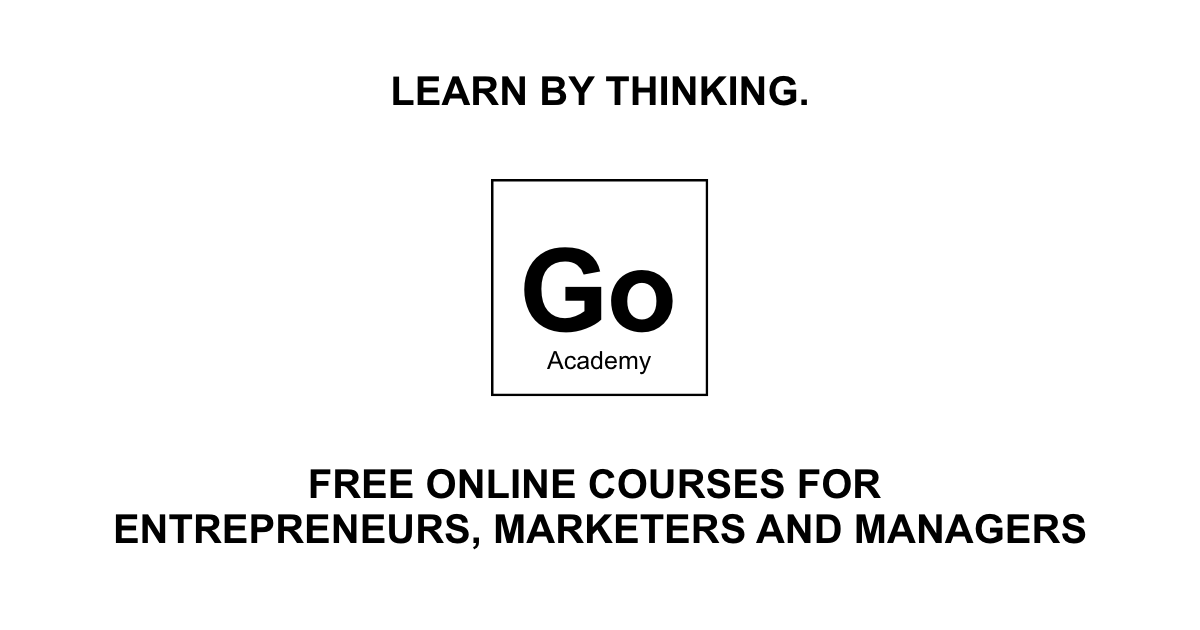 LEARN BY THINKING.
Go
Academy
FREE ONLINE COURSES FOR
ENTREPRENEURS, MARKETERS AND MANAGERS